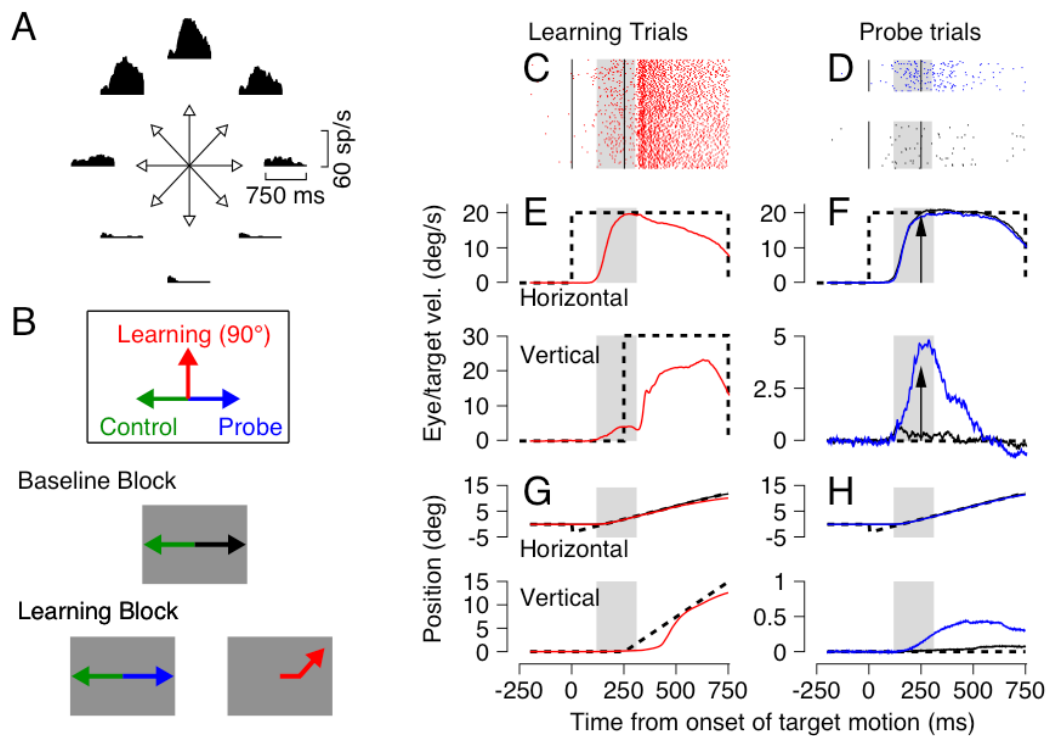 A
60 sp/s
750 ms
B
Learning (90°)
Control
Probe
Baseline Block
Learning Block
Learning Trials
Probe trials
C
D
E
F
20
10
0
20
10
0
Horizontal
Eye/target vel. (deg/s)
30
20
10
0
Vertical
5
2.5
0
G
H
15
5
-5
Horizontal
15
5
-5
Position (deg)
15
10
5
0
Vertical
1
0.5
0
-250 0 250 500 750
-250 0 250 500 750
Time from onset of target motion (ms)